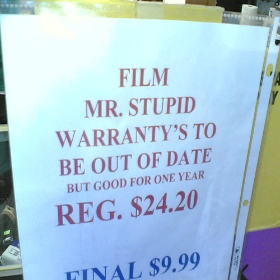 FILM
MR. STUPID
WARRANTY'S TO
BE OUT OF DATE
BUT GOOD FOR ONE YEAR
REG. $24.20
FINAL $9.99